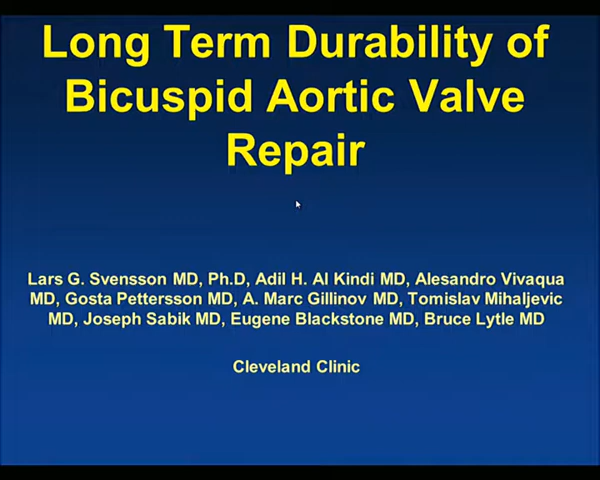 Long Term Durability of
Bicuspid Aortic Valve
Repair
Lars G. Svensson MD, Ph.D, Adil H. Al Kindi MD, Alesandro Vivaqua
MD, Gosta Pettersson MD, A. Marc Gillinov MD, Tomislav Mihaljevic
MD, Joseph Sabik MD, Eugene Blackstone MD, Bruce Lytle MD
Cleveland Clinic